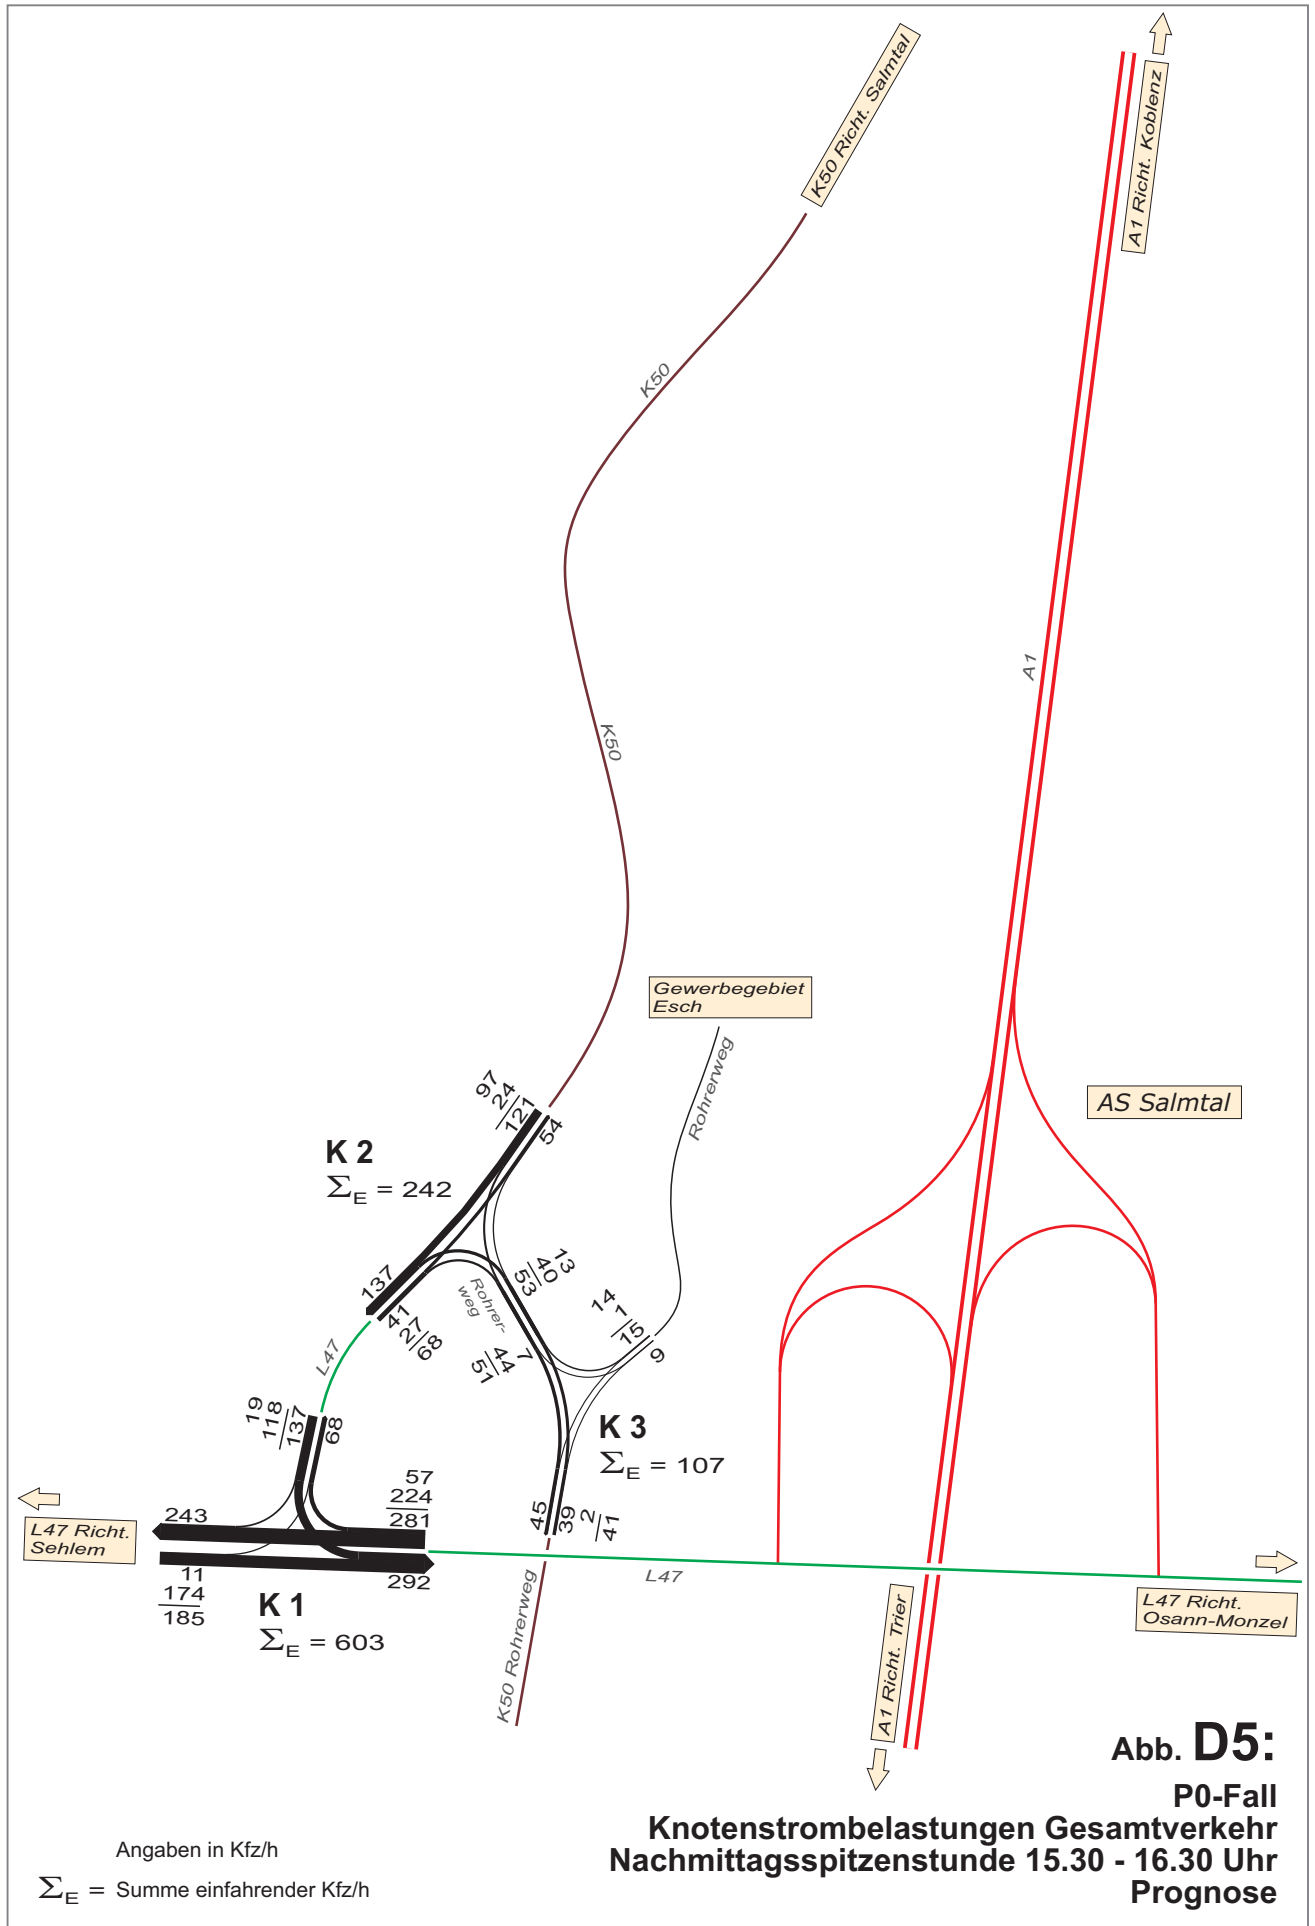 K50 Richt. Salmtal
A1 Richt. Koblenz
K50
A1
K50
Gewerbegebiet
Esch
Rohrerweg
AS Salmtal
97
24
121
54
K 2
ΣE = 242
137
41
27
68
Rohrer-
weg
13
40
53
14
1
15
9
7
44
51
L47
19
118
137
68
K 3
ΣE = 107
57
224
281
243
L47 Richt.
Sehlem
11
174
185
292
K 1
ΣE = 603
45
39
2
41
L47
K50 Rohrerweg
L47 Richt.
Osann-Monzel
A1 Richt. Trier
Abb. D5:
P0-Fall
Knotenstrombelastungen Gesamtverkehr
Nachmittagsspitzenstunde 15.30 - 16.30 Uhr
Prognose
Angaben in Kfz/h
ΣE = Summe einfahrender Kfz/h